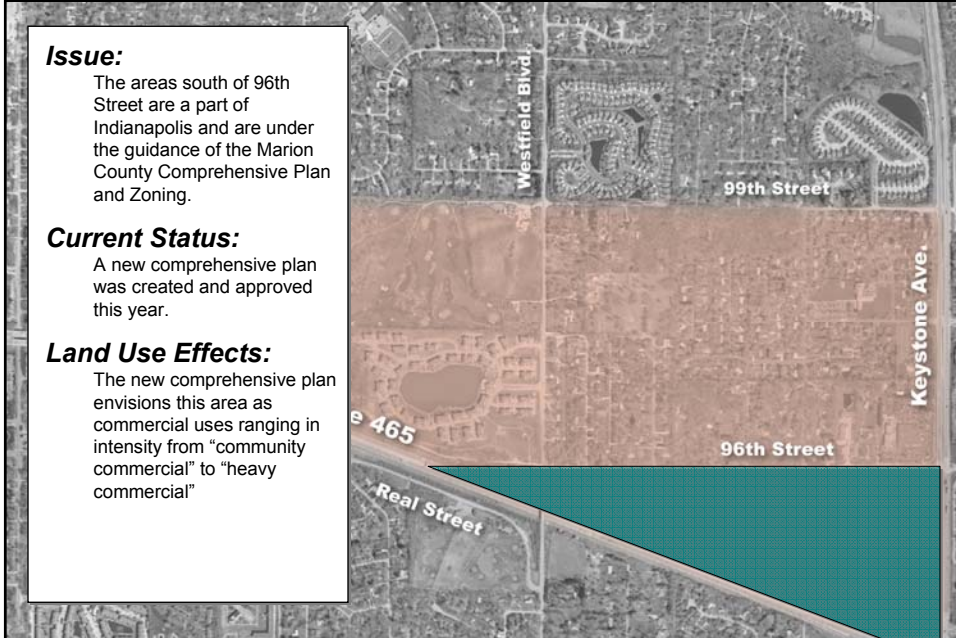 Issue:
The areas south of 96th
Street are a part of
Indianapolis and are under
the guidance of the Marion
County Comprehensive Plan
and Zoning.
Current Status:
A new comprehensive plan
was created and approved
this year.
Land Use Effects:
The new comprehensive plan
envisions this area as
commercial uses ranging in
intensity from “community
commercial” to “heavy
commercial”
Westfield Blvd.
99th Street
Keystone Ave.
e 465
96th Street
Real Street